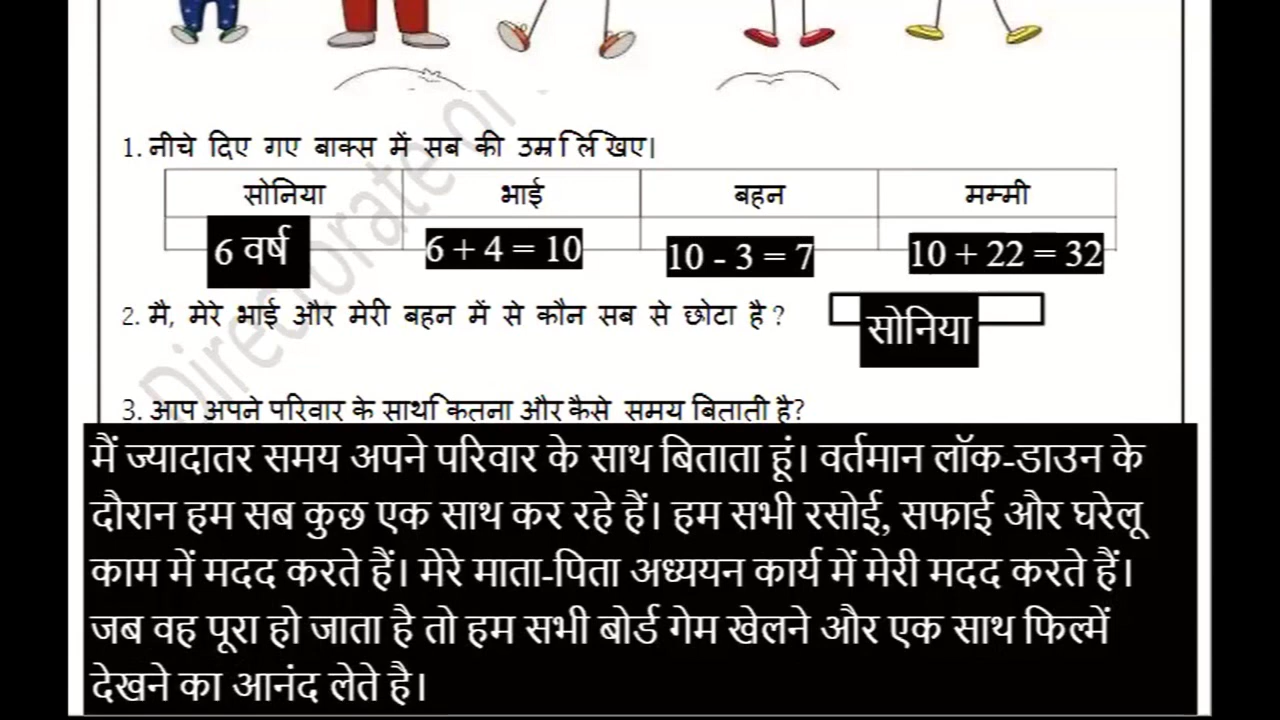 1. नीचे दिए गए बाक्स में सब की उम्र लिखिए।
सोनिया भाई बहन मम्मी
6 वर्ष 6 + 4 = 10 10 - 3 = 7 10 + 22 = 32
2. मै, मेरे भाई और मेरी बहन में से कौन सब से छोटा है ? सोनिया
3. आप अपने परिवार के साथ कितना और कैसे समय बिताती है?
मैं ज्यादातर समय अपने परिवार के साथ बिताता हूं। वर्तमान लॉक-डाउन के
दौरान हम सब कुछ एक साथ कर रहे हैं। हम सभी रसोई, सफाई और घरेलू
काम में मदद करते हैं। मेरे माता-पिता अध्ययन कार्य में मेरी मदद करते हैं।
जब वह पूरा हो जाता है तो हम सभी बोर्ड गेम खेलने और एक साथ फिल्में
देखने का आनंद लेते है।
Directorate of